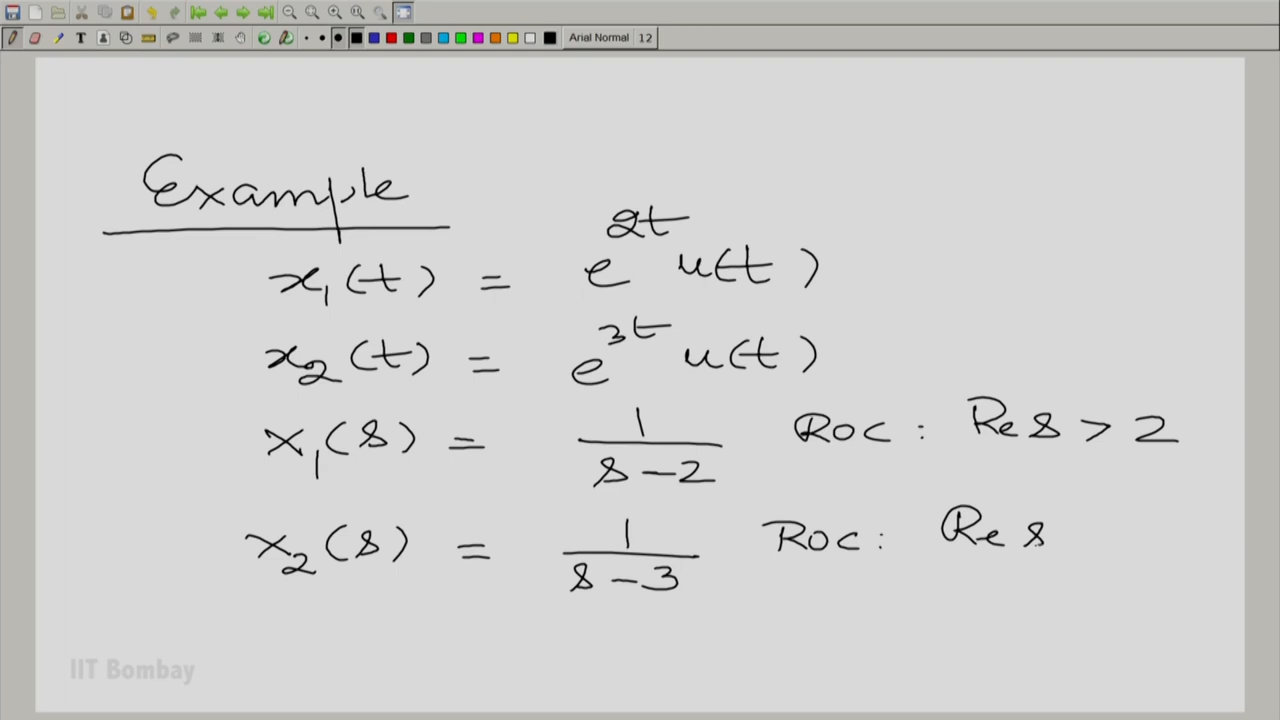 Arial Normal 12
Example
x₁(t) = e^{2t} u(t)
x₂(t) = e^{3t} u(t)
X₁(s) = 1/(s-2) ROC: Re s > 2
X₂(s) = 1/(s-3) ROC: Re s
IIT Bombay